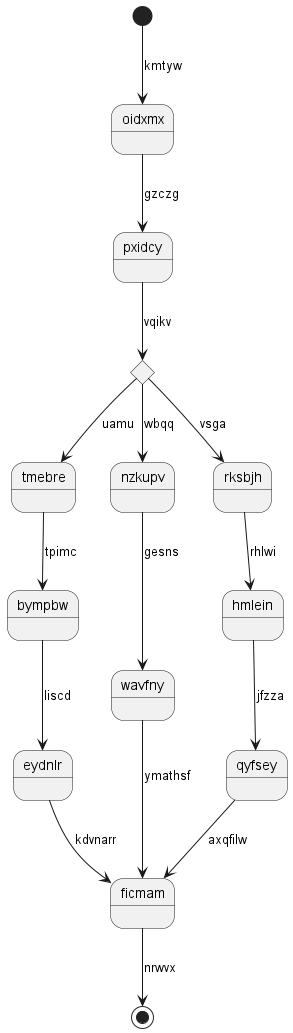 kmtyw
oidxmx
gzczg
pxidcy
vqikv
uamu wbqq vsga
tmebre nzkupv rksbjh
tpimc gesns rhlwi
bympbw hmlein
wavfny
liscd jfzza
eydnlr qyfsey
ymathsf
kdvnarr axqfilw
ficmam
nrwvx